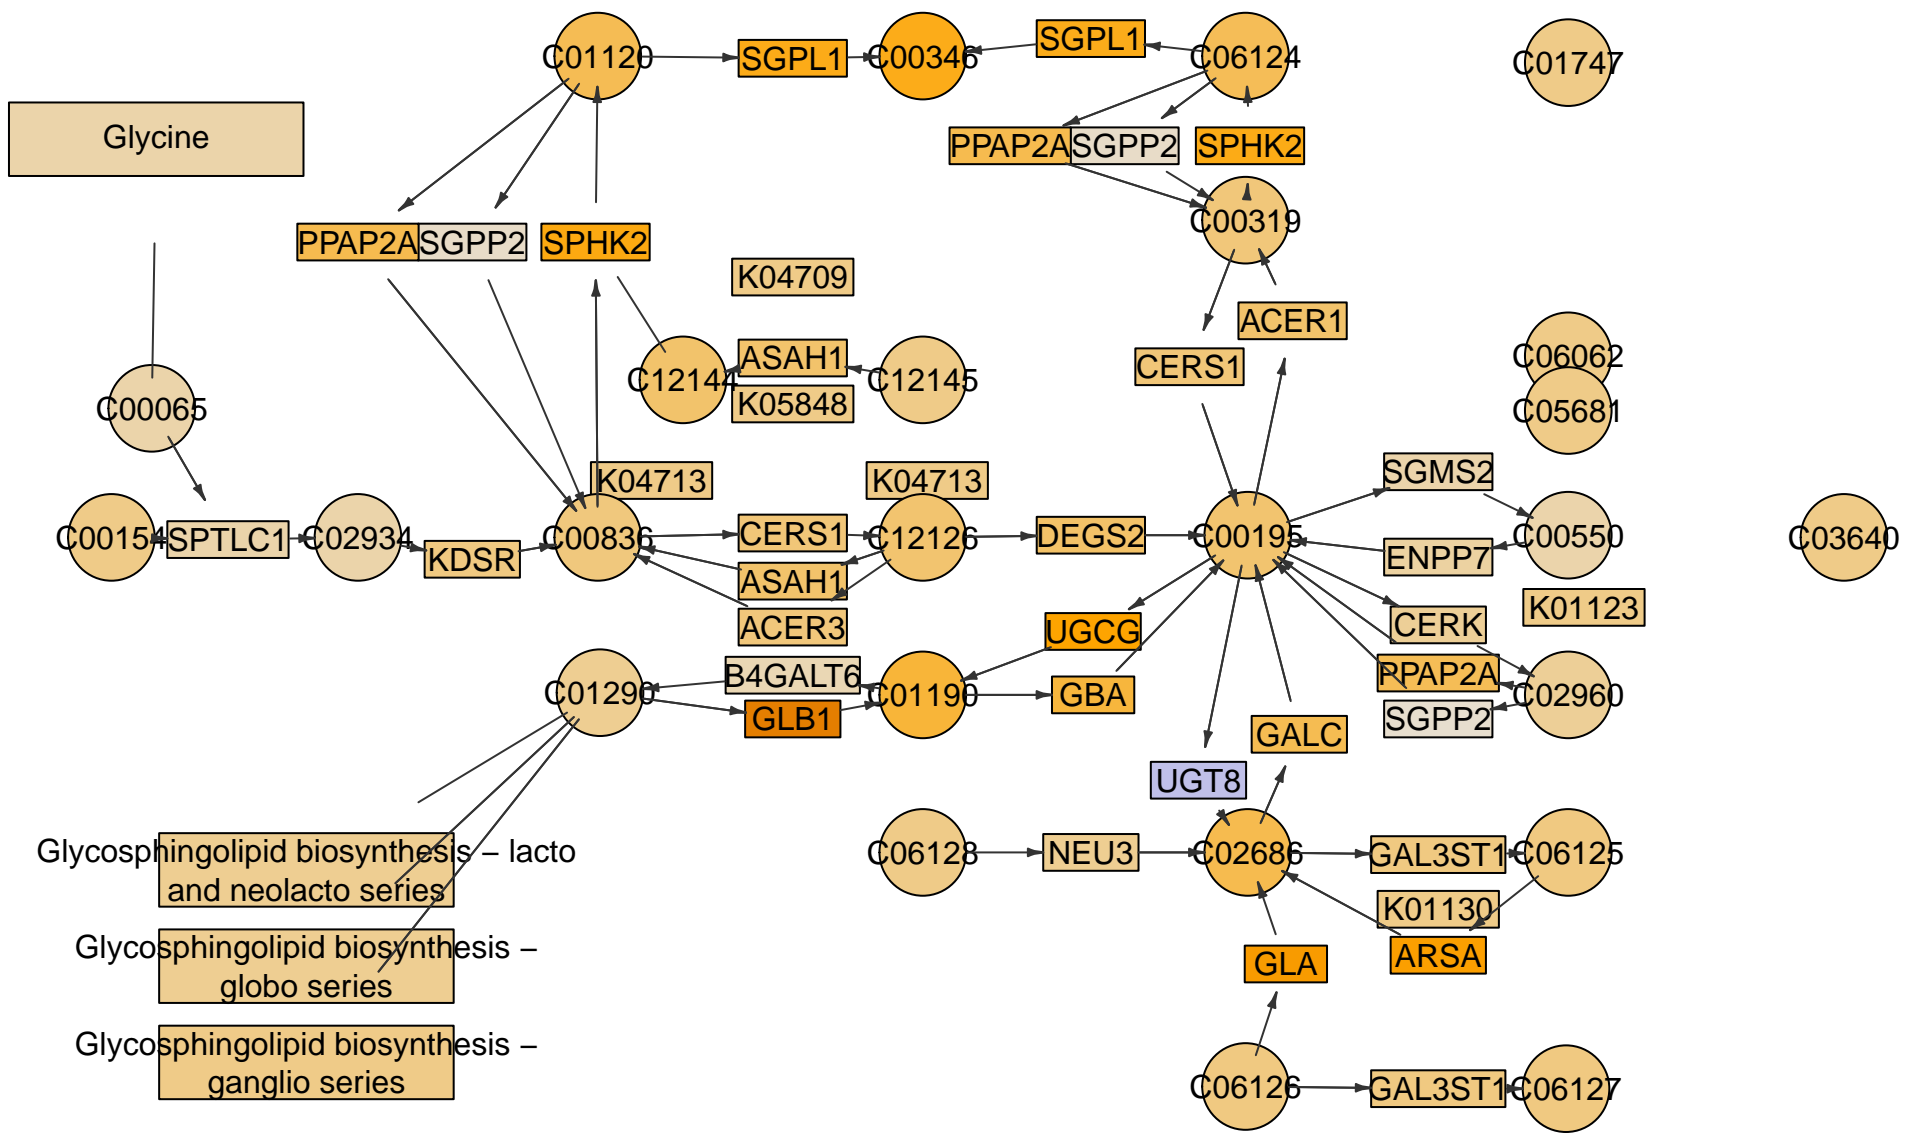 C01120
SGPL1
C00346
SGPL1
C06124
C01747
Glycine
PPAP2A
SGPP2
SPHK2
C00319
PPAP2A
SGPP2
SPHK2
K04709
ACER1
ASAH1
C12144
C12145
K05848
CERS1
C06062
C05681
C00065
K04713
K04713
SGMS2
C00154
SPTLC1
C02934
KDSR
C00836
CERS1
C12126
DEGS2
C00195
C00550
C03640
ENPP7
ASAH1
K01123
ACER3
UGCG
CERK
B4GALT6
PPAP2A
C01290
C01190
GBA
C02960
GLB1
SGPP2
GALC
UGT8
Glycosphingolipid biosynthesis – lacto
and neolacto series
C06128
NEU3
C02686
GAL3ST1
C06125
K01130
Glycosphingolipid biosynthesis –
globo series
GLA
ARSA
Glycosphingolipid biosynthesis –
ganglio series
C06126
GAL3ST1
C06127